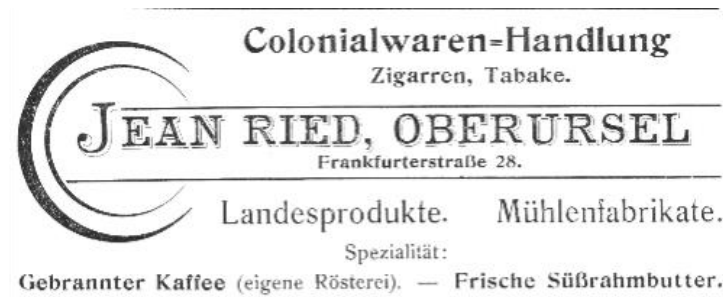 Colonialwaren=Handlung
Zigarren, Tabake.
JEAN RIED, OBERURSEL
Frankfurterstraße 28.
Landesprodukte. Mühlenfabrikate.
Spezialität:
Gebrannter Kaffee (eigene Rösterei). — Frische Süßrahmbutter.